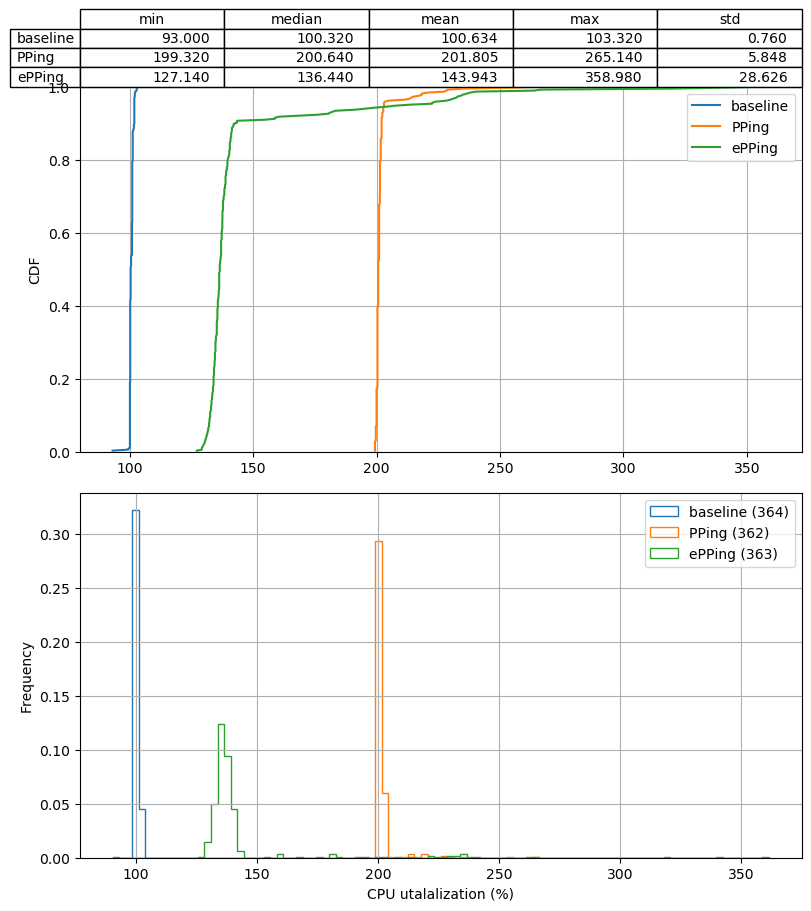 min median mean max std
baseline 93.000 100.320 100.634 103.320 0.760
PPing 199.320 200.640 201.805 265.140 5.848
ePPing 127.140 136.440 143.943 358.980 28.626
1.0
baseline
PPing
ePPing
0.8
0.6
CDF
0.4
0.2
0.0
100 150 200 250 300 350
baseline (364)
PPing (362)
ePPing (363)
0.30
0.25
0.20
Frequency
0.15
0.10
0.05
0.00
100 150 200 250 300 350
CPU utalalization (%)